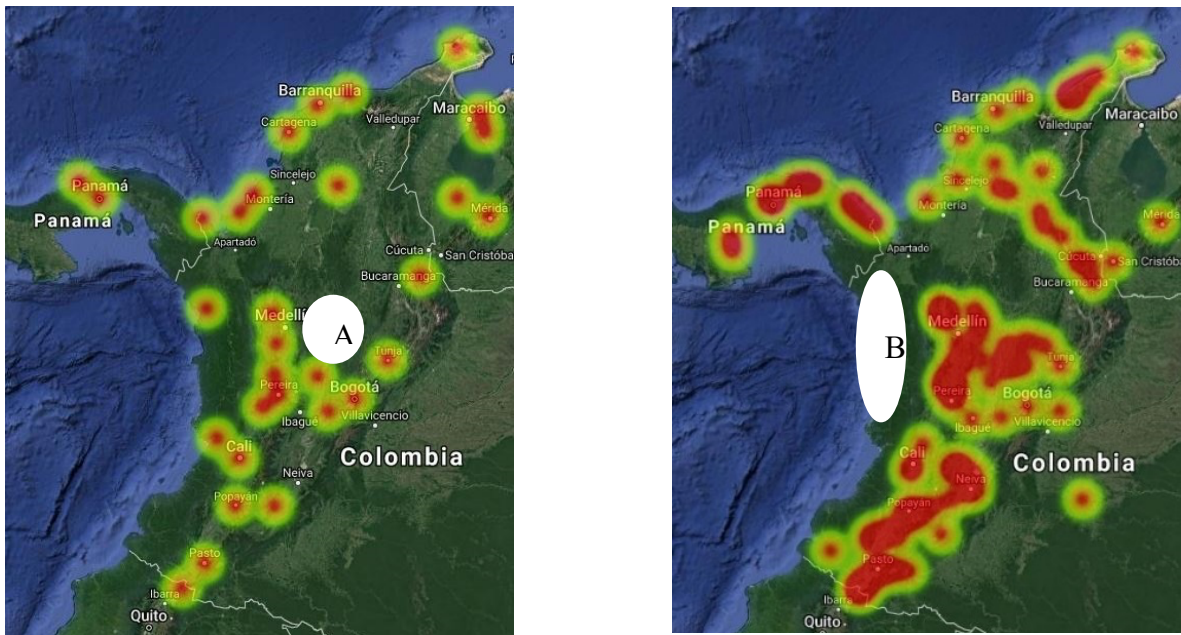 Barranquilla
Cartagena
Maracaibo
Valledupar
Sincelejo
Panamá
Panamá
Montería
Mérida
Apartadó
Cúcuta
San Cristóba
Bucaramanga
A
Medellín
Tunja
Pereira
Bogotá
Ibagué
Villavicencio
Cali
Colombia
Neiva
Popayán
Pasto
Ibarra
Quito
Barranquilla
Maracaibo
Cartagena
Valledupar
Sincelejo
Panamá
Montería
Mérida
Panamá
Apartadó
Cúcuta
San Cristóba
Bucaramanga
B
Medellín
Tunja
Pereira
Bogotá
Ibagué
Villavicencio
Cali
Colombia
Neiva
Popayán
Pasto
Ibarra
Quito